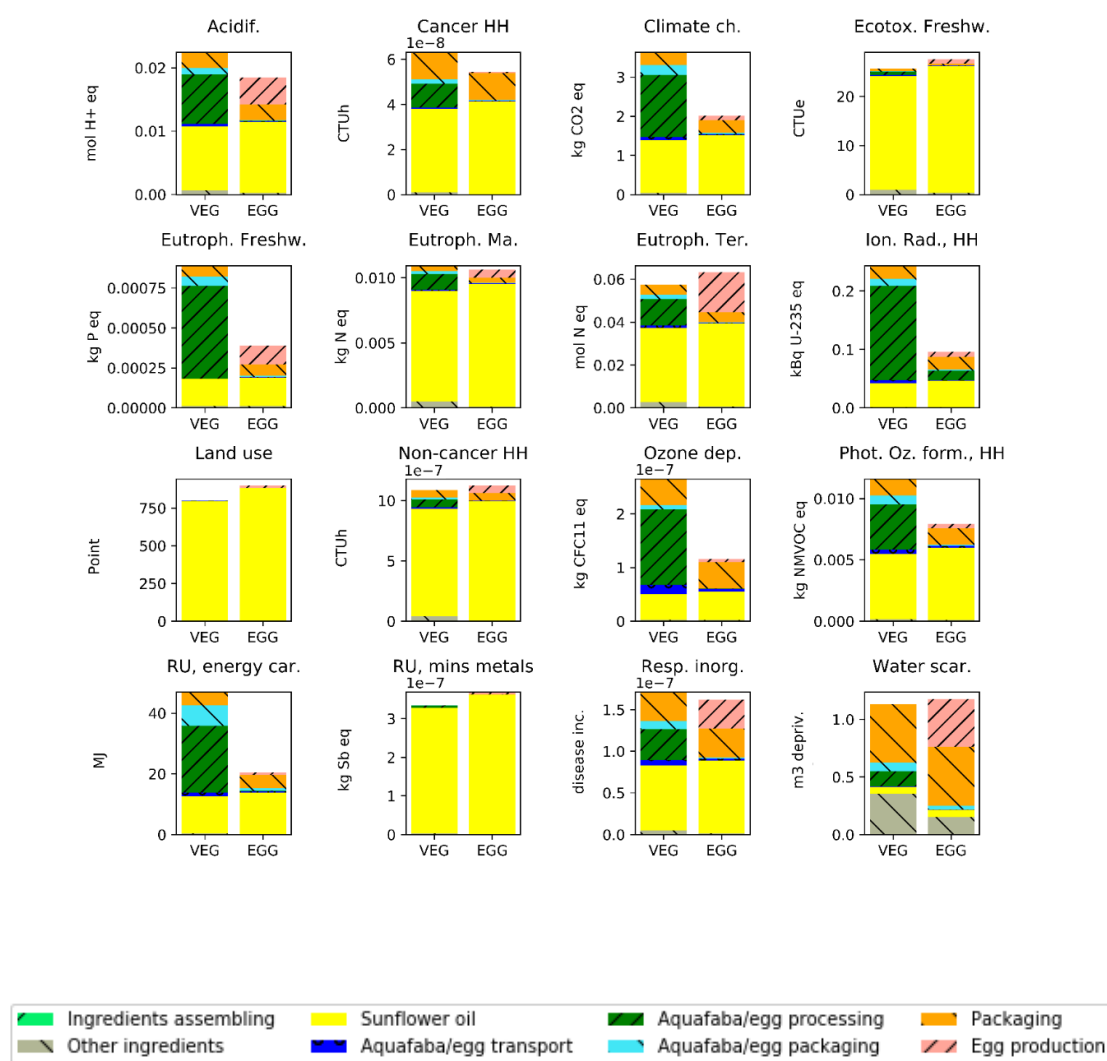 Acidif. Cancer HH Climate ch. Ecotox. Freshw.
1e−8
mol H+ eq
0.02
0.01
0.00
VEG EGG
CTUh
6
4
2
0
VEG EGG
kg CO2 eq
3
2
1
0
VEG EGG
CTUe
20
10
0
VEG EGG
Eutroph. Freshw. Eutroph. Ma. Eutroph. Ter. Ion. Rad., HH
kg P eq
0.00075
0.00050
0.00025
0.00000
VEG EGG
kg N eq
0.010
0.005
0.000
VEG EGG
mol N eq
0.06
0.04
0.02
0.00
VEG EGG
kBq U-235 eq
0.2
0.1
0.0
VEG EGG
Land use Non-cancer HH Ozone dep. Phot. Oz. form., HH
1e−7 1e−7
Point
750
500
250
0
VEG EGG
CTUh
10
5
0
VEG EGG
kg CFC11 eq
2
1
0
VEG EGG
kg NMVOC eq
0.010
0.005
0.000
VEG EGG
RU, energy car. RU, mins metals Resp. inorg. Water scar.
1e−7 1e−7
MJ
40
20
0
VEG EGG
kg Sb eq
3
2
1
0
VEG EGG
disease inc.
1.5
1.0
0.5
0.0
VEG EGG
m3 depriv.
1.0
0.5
0.0
VEG EGG
Ingredients assembling Sunflower oil Aquafaba/egg processing Packaging
Other ingredients Aquafaba/egg transport Aquafaba/egg packaging Egg production